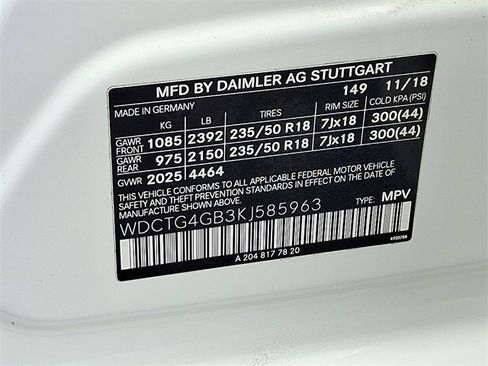 MFD BY DAIMLER AG STUTTGART
149 11/18
MADE IN GERMANY
KG LB TIRES RIM SIZE COLD KPA (PSI)
GAWR FRONT 1085 2392 235/50 R18 7Jx18 300(44)
GAWR REAR 975 2150 235/50 R18 7Jx18 300(44)
GVWR 2025 4464
THIS VEHICLE CONFORMS TO ALL APPLICABLE FEDERAL MOTOR VEHICLE
SAFETY AND THEFT PREVENTION STANDARDS IN
EFFECT ON THE DATE OF MANUFACTURE SHOWN ABOVE.
WDCTG4GB3KJ585963 TYPE: MPV
A 204 817 78 20